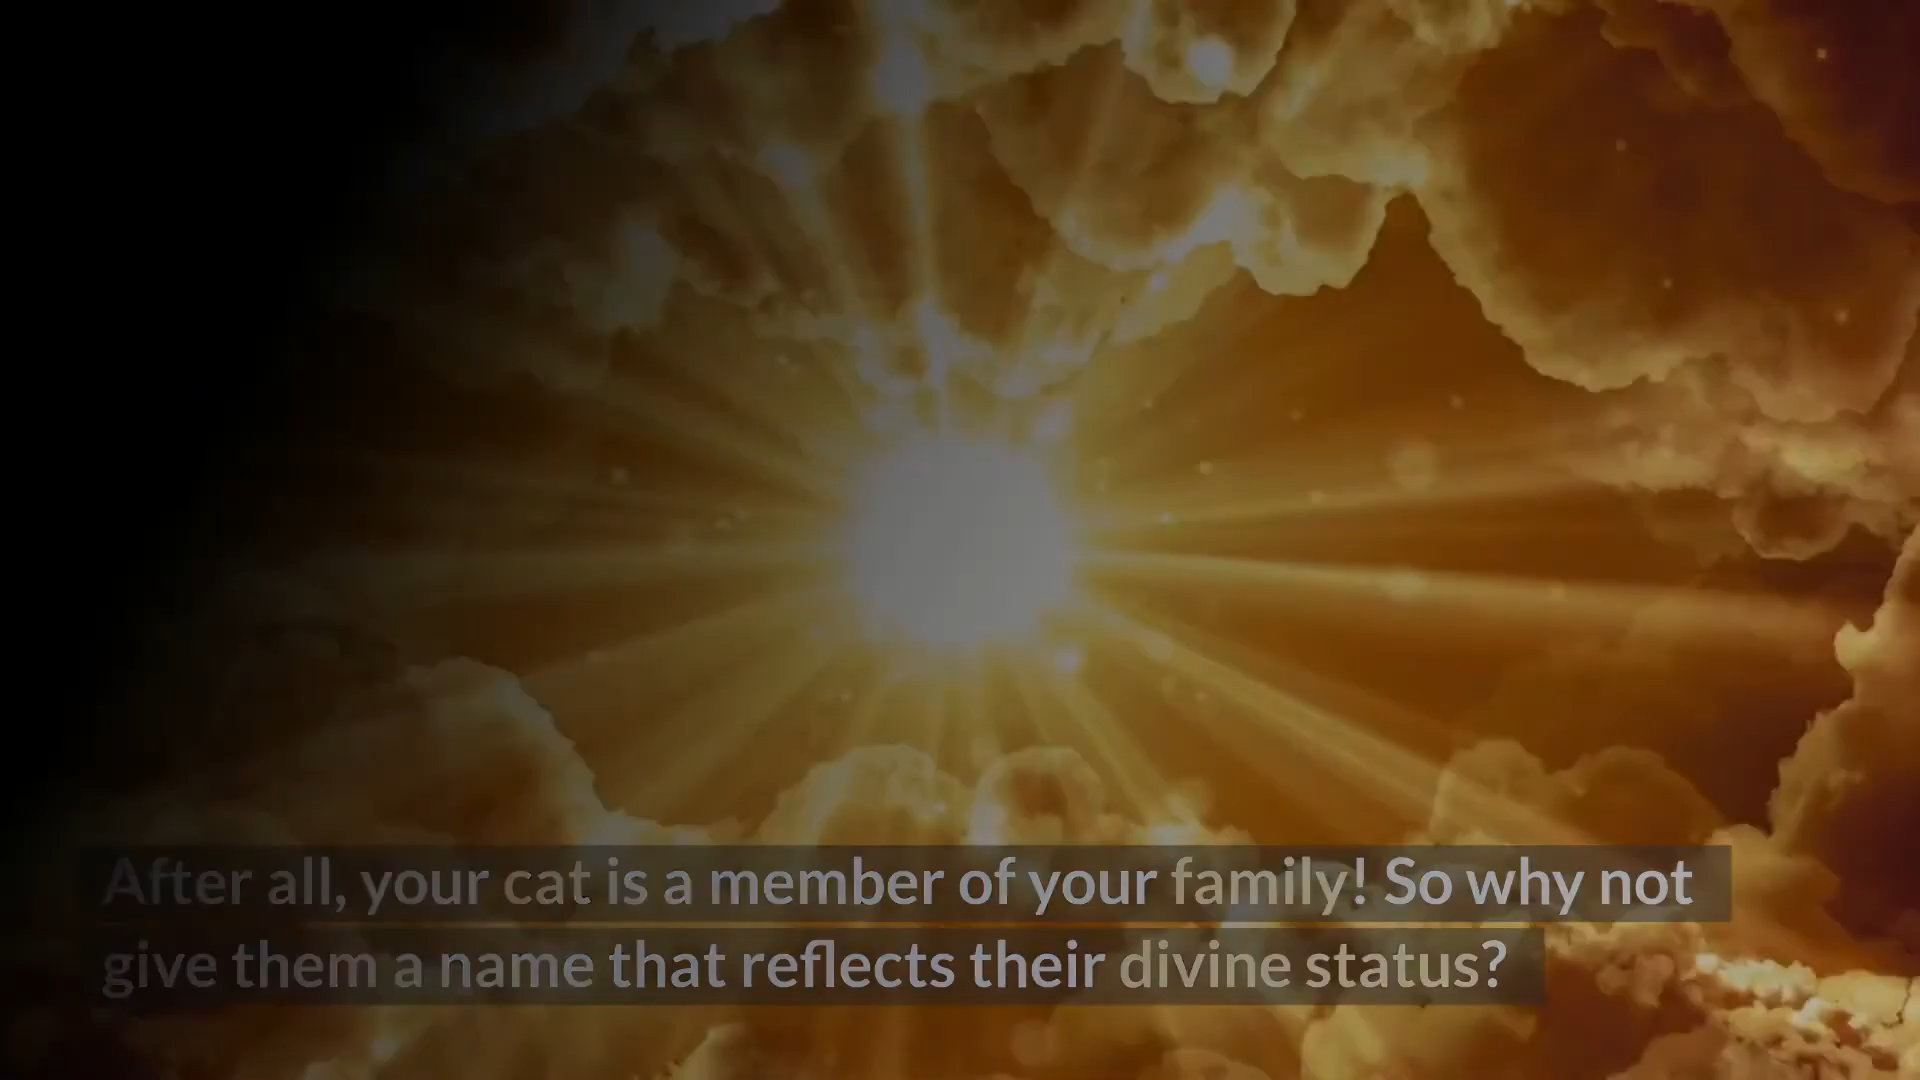 After all, your cat is a member of your family! So why not
give them a name that reflects their divine status?